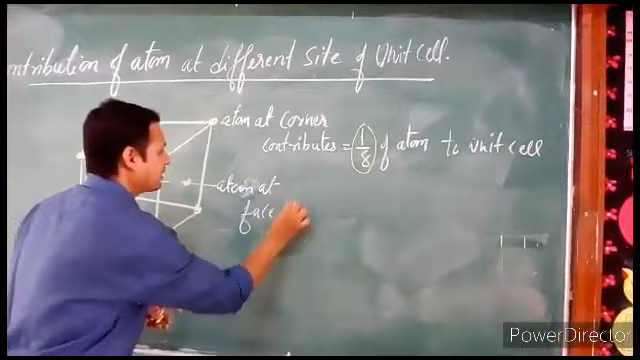 ntribution of atom at different site of Unit Cell.
atom at corner
contributes = 1/8 of atom to unit cell
atom at
face
PowerDirector